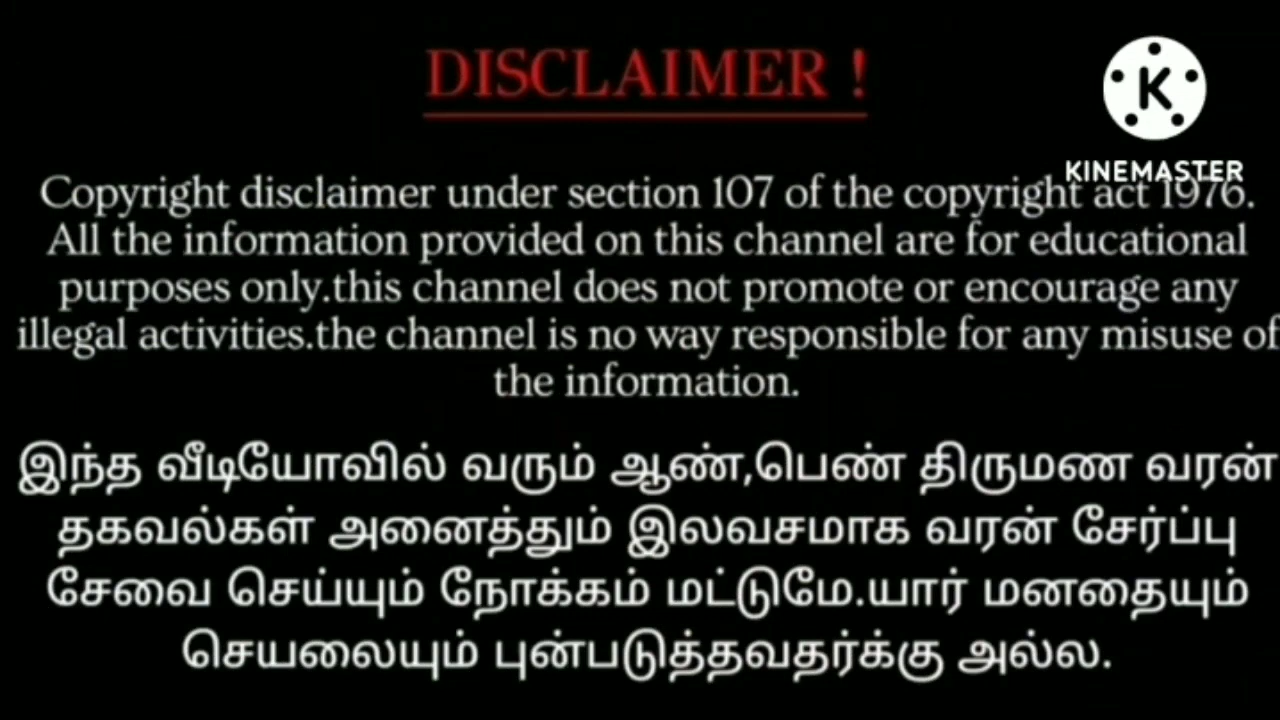 DISCLAIMER !
KINEMASTER
Copyright disclaimer under section 107 of the copyright act 1976.
All the information provided on this channel are for educational
purposes only.this channel does not promote or encourage any
illegal activities.the channel is no way responsible for any misuse of
the information.
இந்த வீடியோவில் வரும் ஆண்,பெண் திருமண வரன்
தகவல்கள் அனைத்தும் இலவசமாக வரன் சேர்ப்பு
சேவை செய்யும் நோக்கம் மட்டுமே.யார் மனதையும்
செயலையும் புன்படுத்தவதர்க்கு அல்ல.